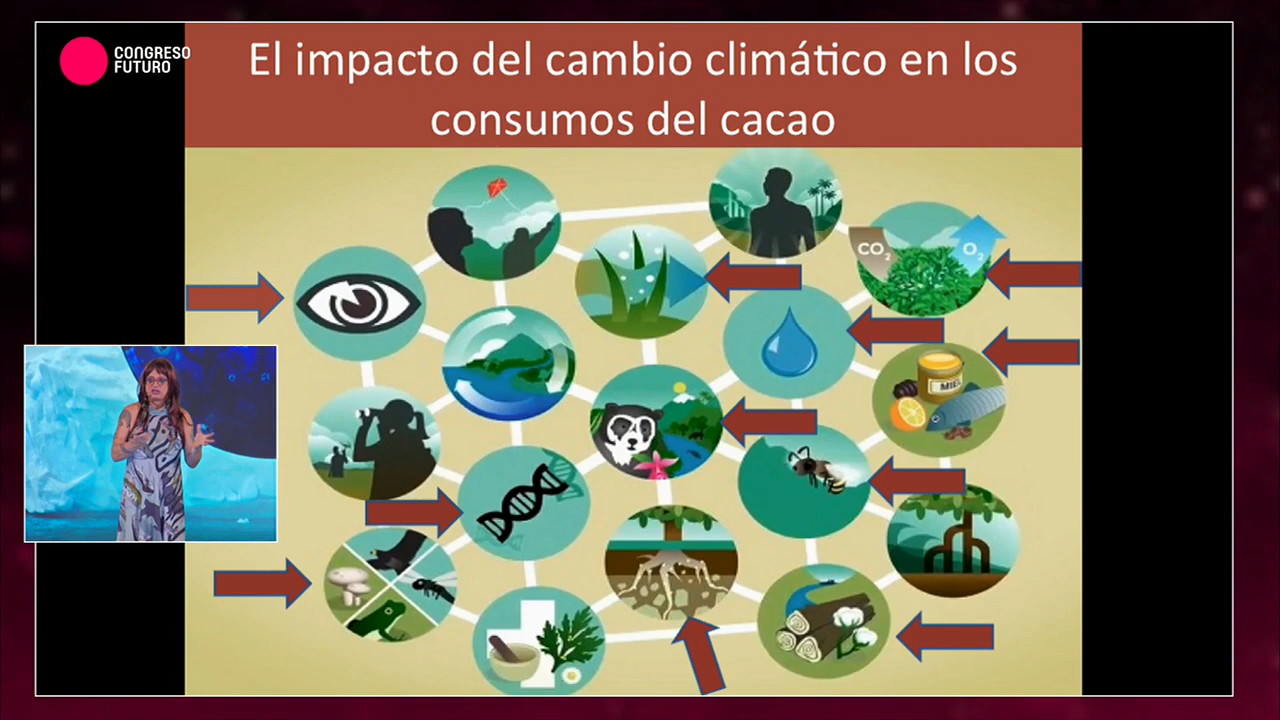 CONGRESO
FUTURO
El impacto del cambio climático en los
consumos del cacao
CO2
O2
MIEL